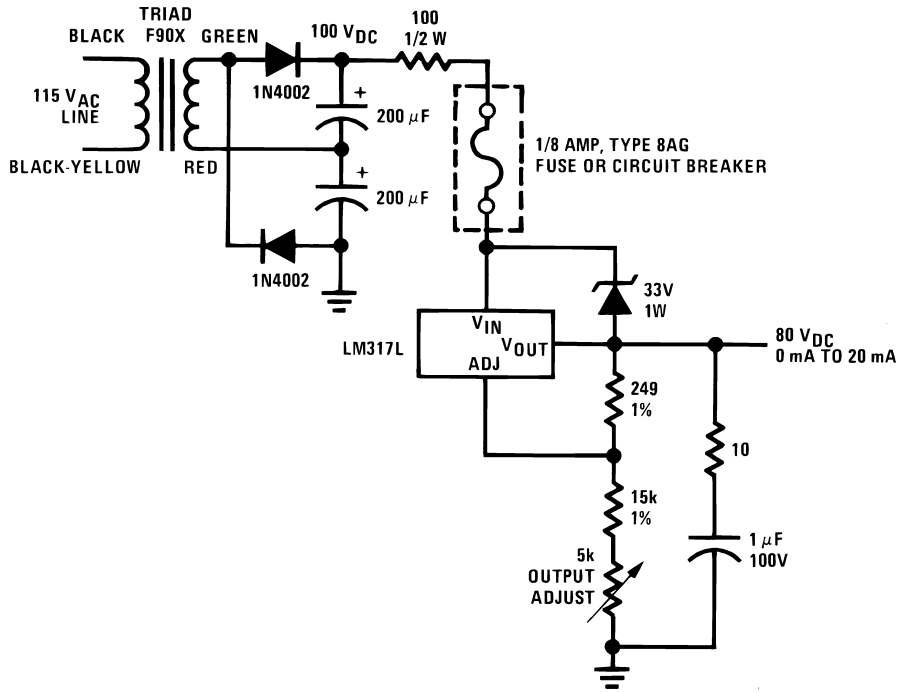 TRIAD
F90X
BLACK
GREEN
115 VAC
LINE
BLACK-YELLOW
RED
1N4002
1N4002
100 VDC
+
200 μF
+
200 μF
100
1/2 W
1/8 AMP, TYPE 8AG
FUSE OR CIRCUIT BREAKER
33V
1W
LM317L
VIN
VOUT
ADJ
80 VDC
0 mA TO 20 mA
249
1%
15k
1%
5k
OUTPUT
ADJUST
10
1 μF
100V